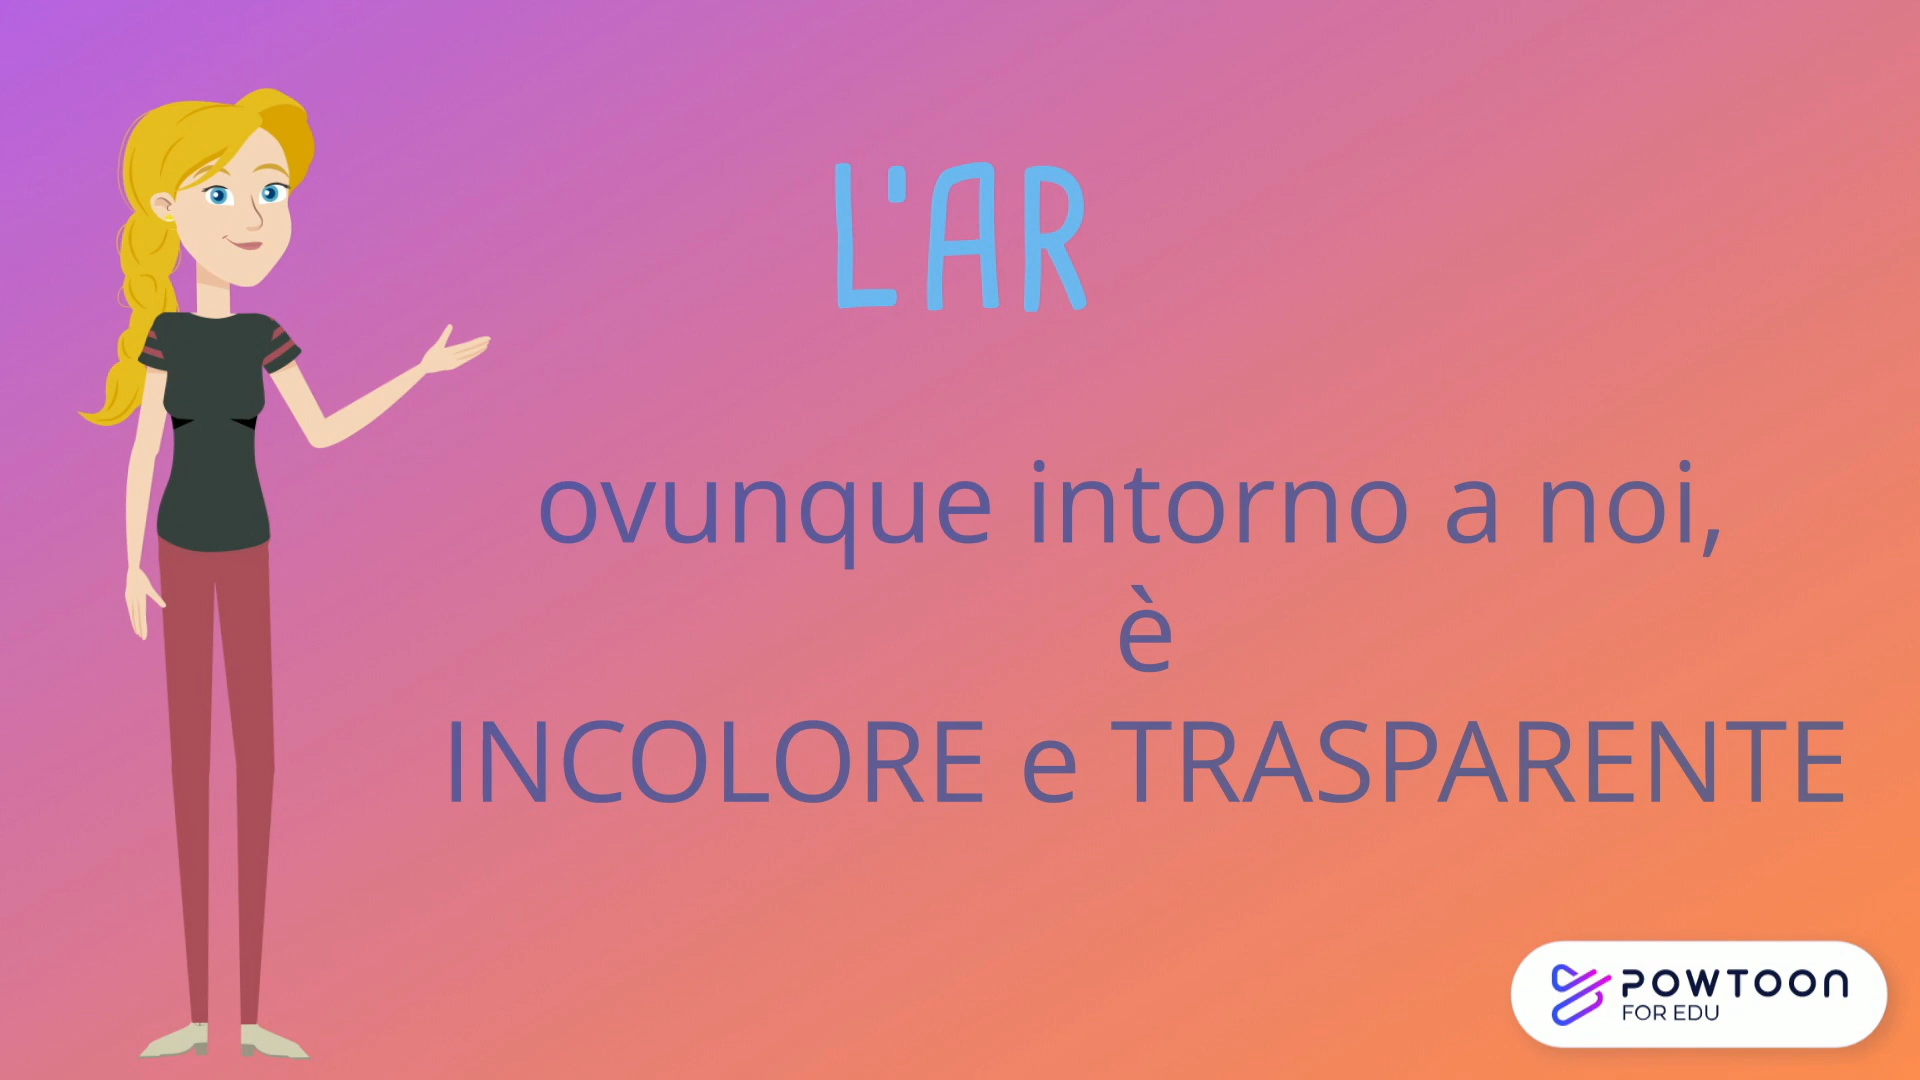 L'AR
ovunque intorno a noi,
è
INCOLORE e TRASPARENTE
POWTOON
FOR EDU